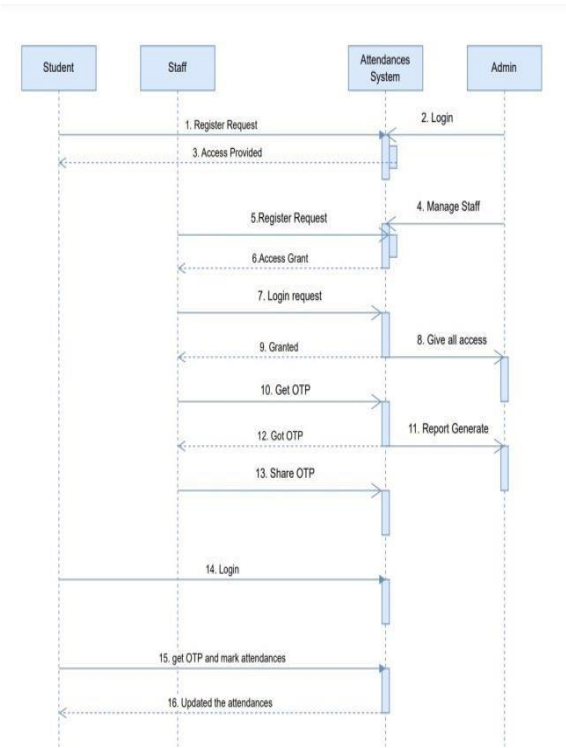 Student
Staff
Attendances
System
Admin
1. Register Request
2. Login
3. Access Provided
4. Manage Staff
5.Register Request
6.Access Grant
7. Login request
8. Give all access
9. Granted
10. Get OTP
11. Report Generate
12. Got OTP
13. Share OTP
14. Login
15. get OTP and mark attendances
16. Updated the attendances